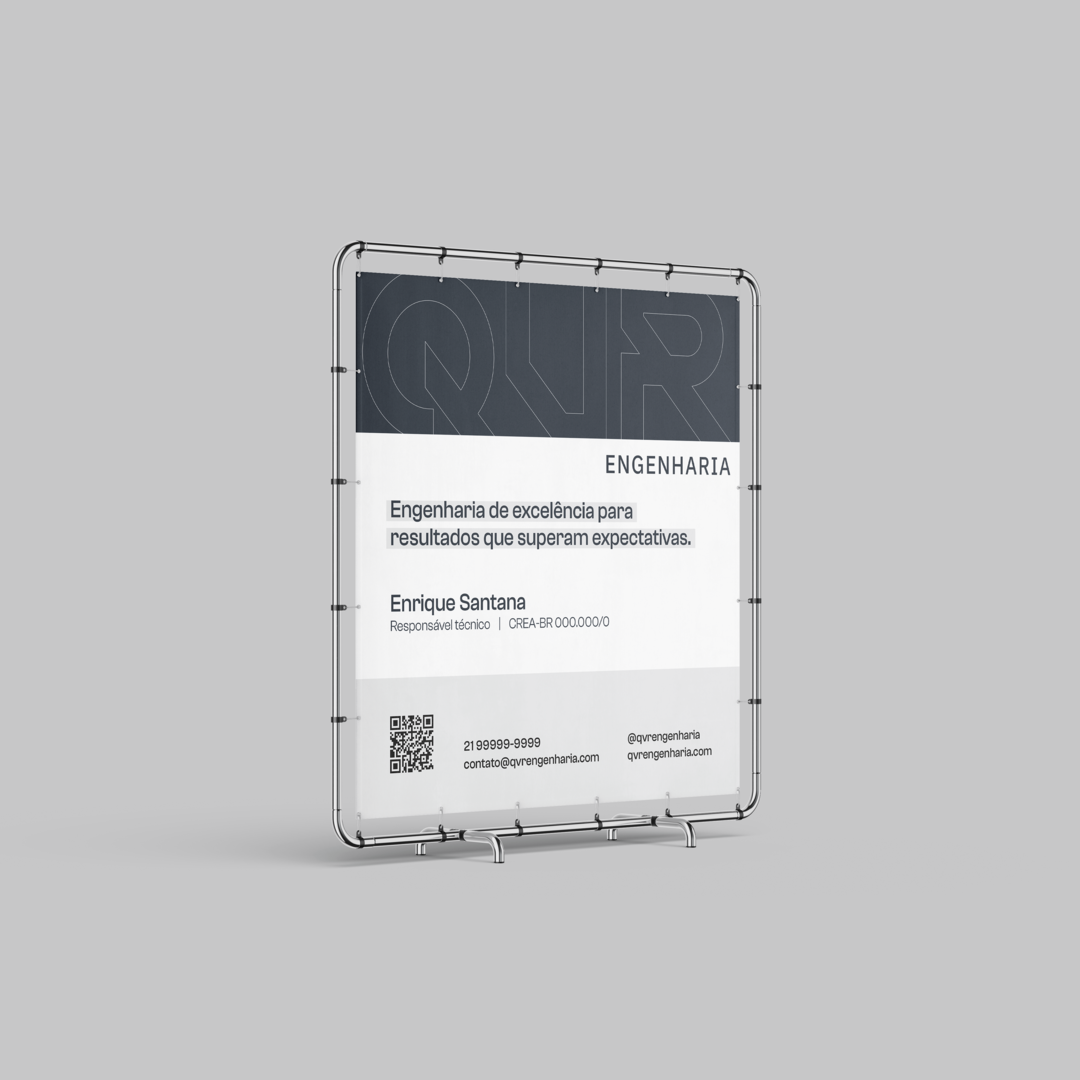 QVR
ENGENHARIA
Engenharia de excelência para
resultados que superam expectativas.
Enrique Santana
Responsável técnico | CREA-BR 000.000/0
21 99999-9999
contato@qvrengenharia.com
@qvrengenharia
qvrengenharia.com